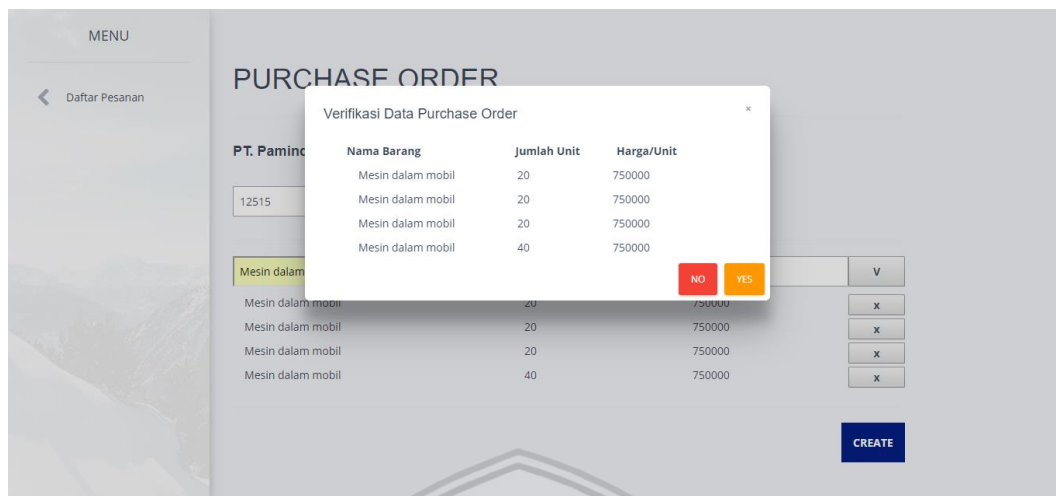 MENU
Daftar Pesanan
PURCHASE ORDER
PT. Pamind
12515
Verifikasi Data Purchase Order ×
Nama Barang Jumlah Unit Harga/Unit
Mesin dalam mobil 20 750000
Mesin dalam mobil 20 750000
Mesin dalam mobil 20 750000
Mesin dalam mobil 40 750000
NO YES
Mesin dalam V
Mesin dalam mobil 20 750000 x
Mesin dalam mobil 20 750000 x
Mesin dalam mobil 20 750000 x
Mesin dalam mobil 40 750000 x
CREATE